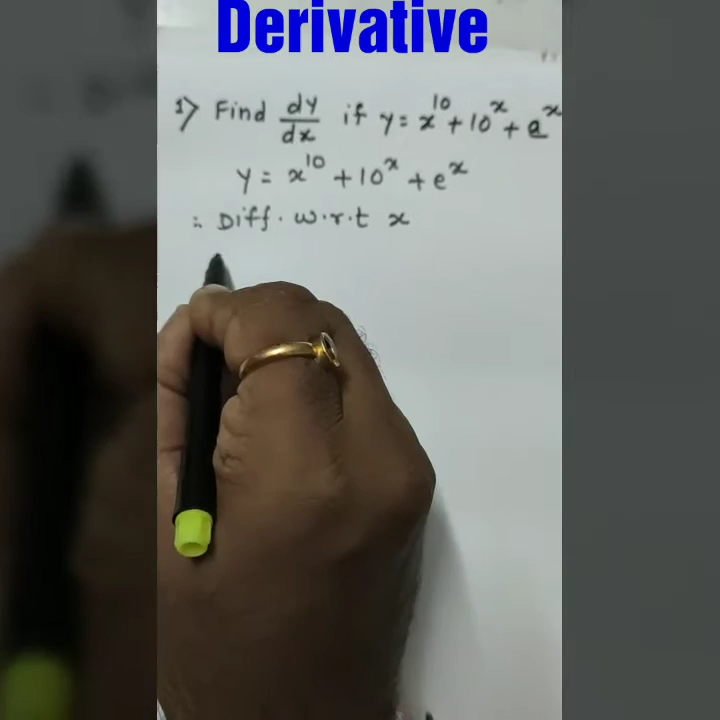 Derivative
1) Find dy/dx if y = x^10 + 10^x + e^x
y = x^10 + 10^x + e^x
∴ Diff. w.r.t x